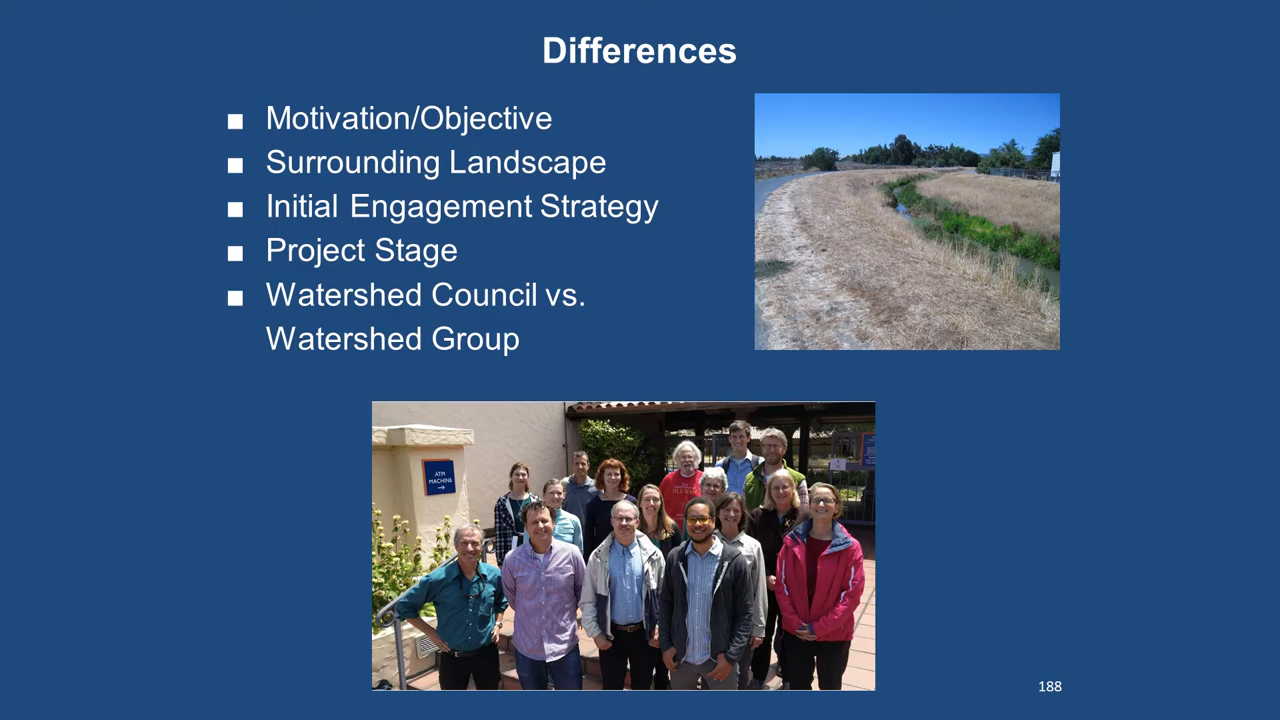 Differences
■ Motivation/Objective
■ Surrounding Landscape
■ Initial Engagement Strategy
■ Project Stage
■ Watershed Council vs.
Watershed Group
ATM
MACHINE
→
188